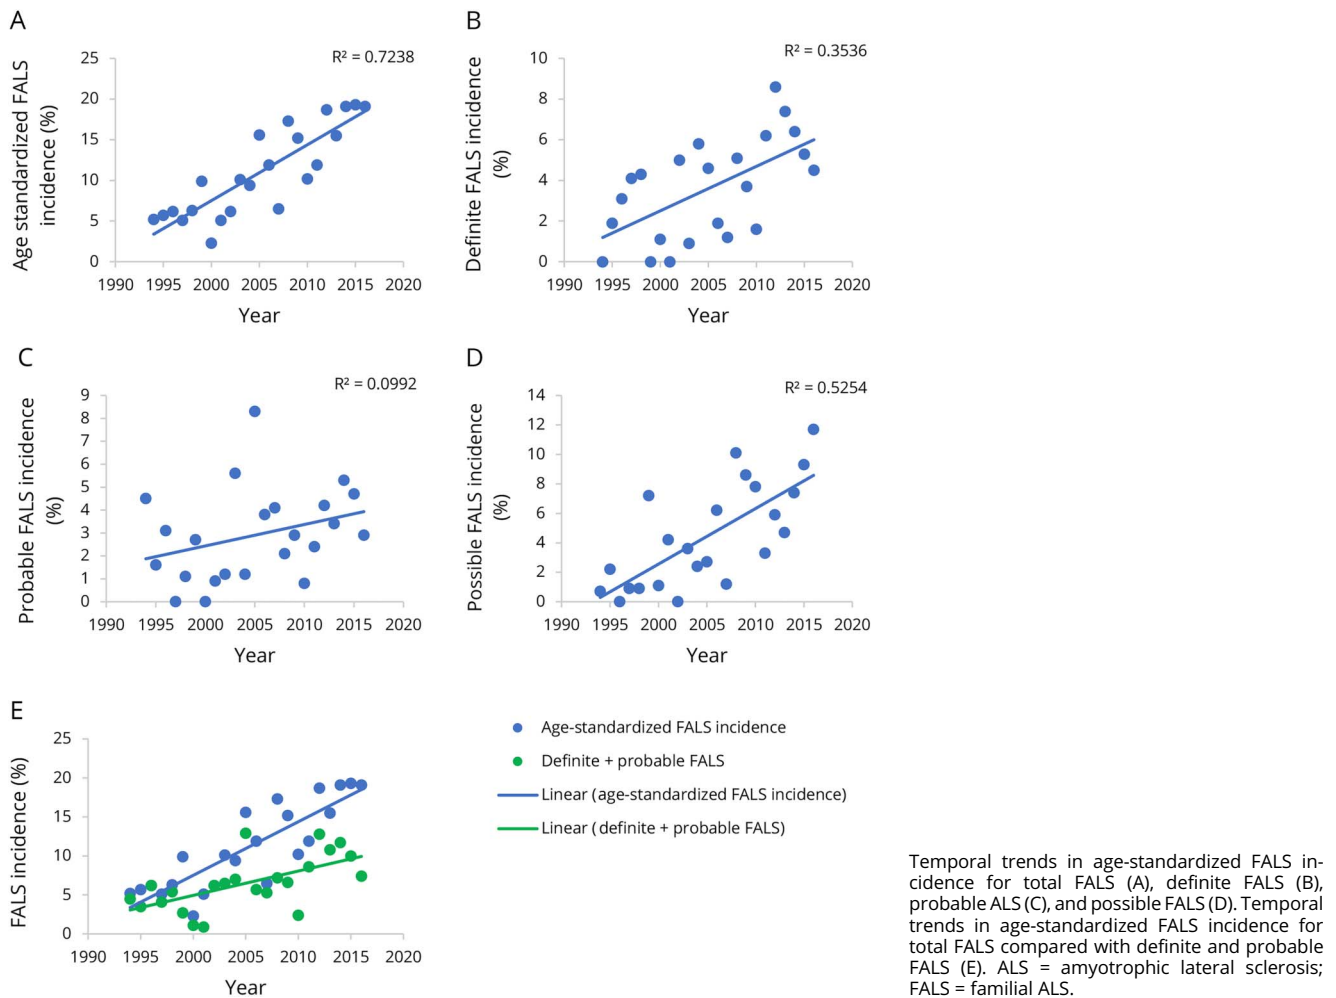 A
R² = 0.7238
Age standardized FALS
incidence (%)
25
20
15
10
5
0
1990 1995 2000 2005 2010 2015 2020
Year
B
R² = 0.3536
Definite FALS incidence
(%)
10
8
6
4
2
0
1990 1995 2000 2005 2010 2015 2020
Year
C
R² = 0.0992
Probable FALS incidence
(%)
9
8
7
6
5
4
3
2
1
0
1990 1995 2000 2005 2010 2015 2020
Year
D
R² = 0.5254
Possible FALS incidence
(%)
14
12
10
8
6
4
2
0
1990 1995 2000 2005 2010 2015 2020
Year
E
FALS incidence (%)
25
20
15
10
5
0
1990 1995 2000 2005 2010 2015 2020
Year
Age-standardized FALS incidence
Definite + probable FALS
Linear (age-standardized FALS incidence)
Linear (definite + probable FALS)
Temporal trends in age-standardized FALS in-
cidence for total FALS (A), definite FALS (B),
probable ALS (C), and possible FALS (D). Temporal
trends in age-standardized FALS incidence for
total FALS compared with definite and probable
FALS (E). ALS = amyotrophic lateral sclerosis;
FALS = familial ALS.